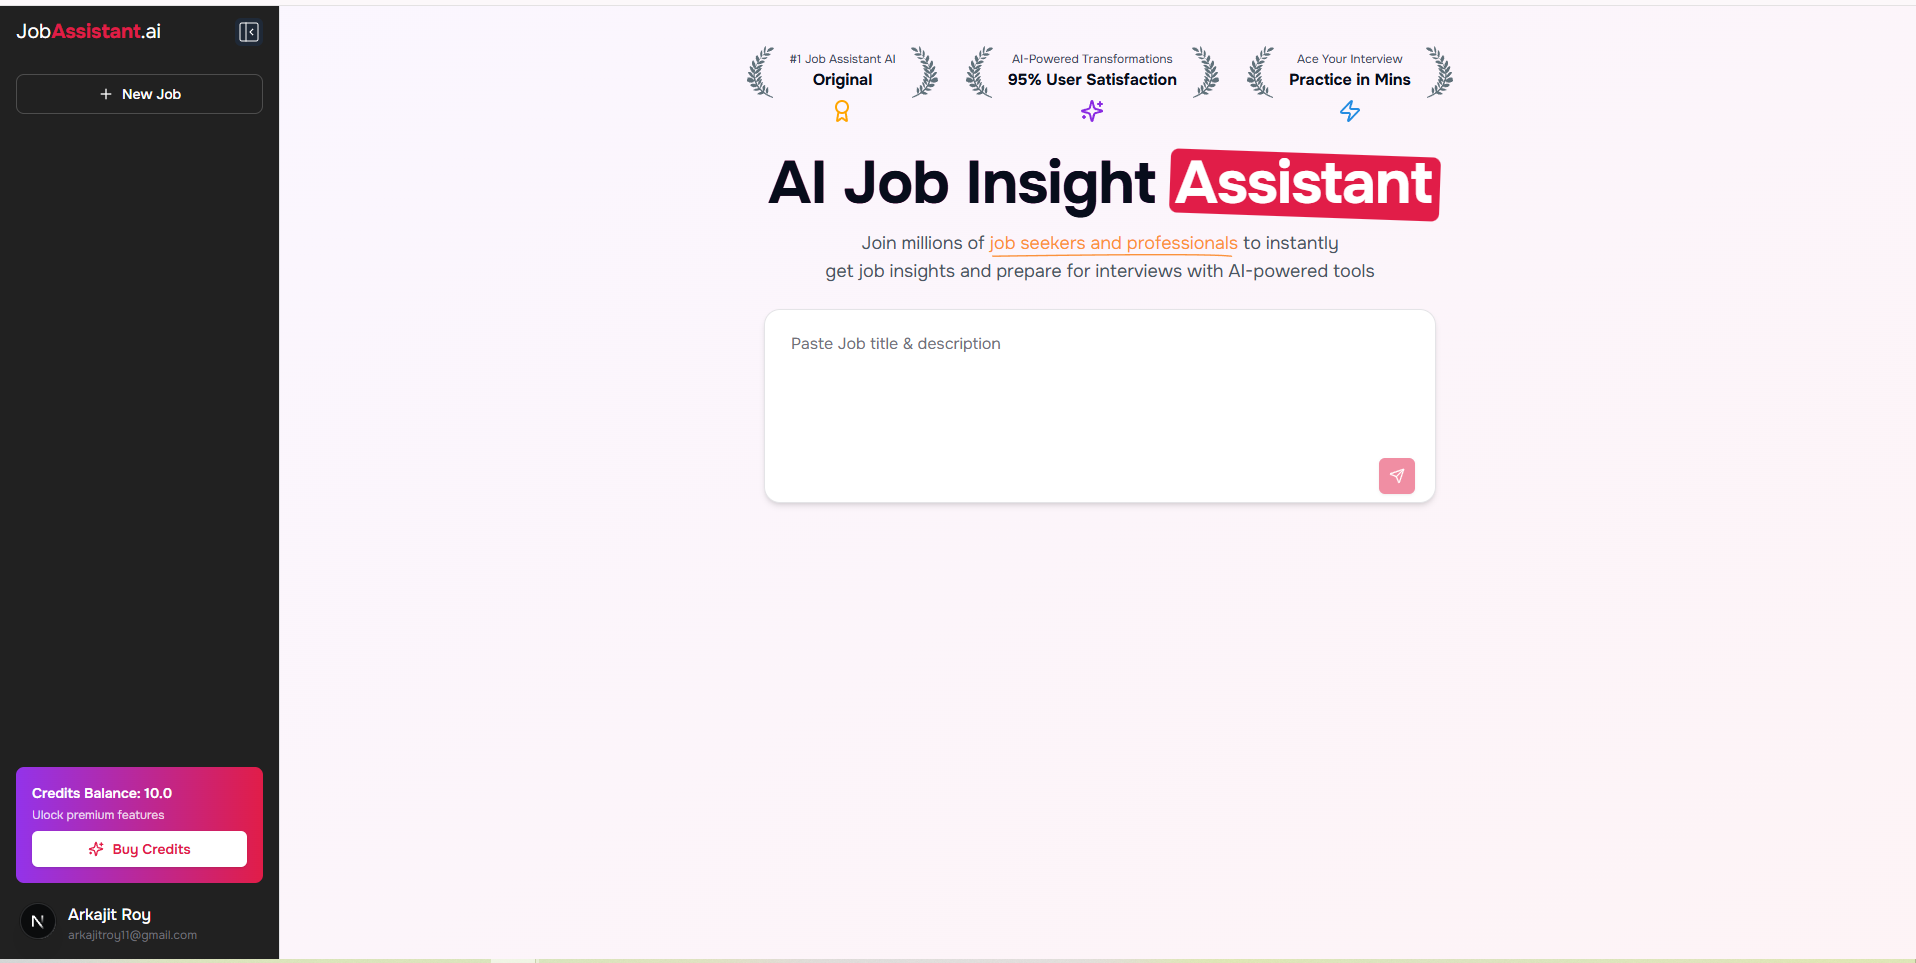 JobAssistant.ai
New Job
Credits Balance: 10.0
Ulock premium features
Buy Credits
N
Arkajit Roy
arkajitroy11@gmail.com
#1 Job Assistant AI
Original
AI-Powered Transformations
95% User Satisfaction
Ace Your Interview
Practice in Mins
AI Job Insight Assistant
Join millions of job seekers and professionals to instantly
get job insights and prepare for interviews with AI-powered tools
Paste Job title & description